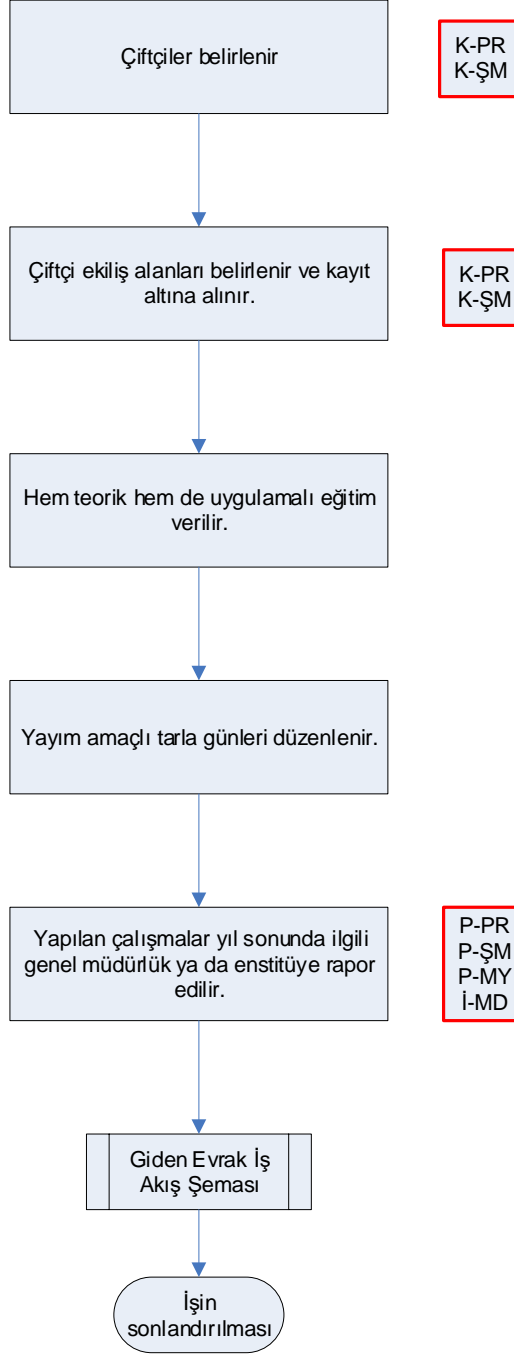 Çiftçiler belirlenir
K-PR
K-ŞM
Çiftçi ekiliş alanları belirlenir ve kayıt
altına alınır.
K-PR
K-ŞM
Hem teorik hem de uygulamalı eğitim
verilir.
Yayım amaçlı tarla günleri düzenlenir.
Yapılan çalışmalar yıl sonunda ilgili
genel müdürlük ya da enstitüye rapor
edilir.
P-PR
P-ŞM
P-MY
İ-MD
Giden Evrak İş
Akış Şeması
İşin
sonlandırılması